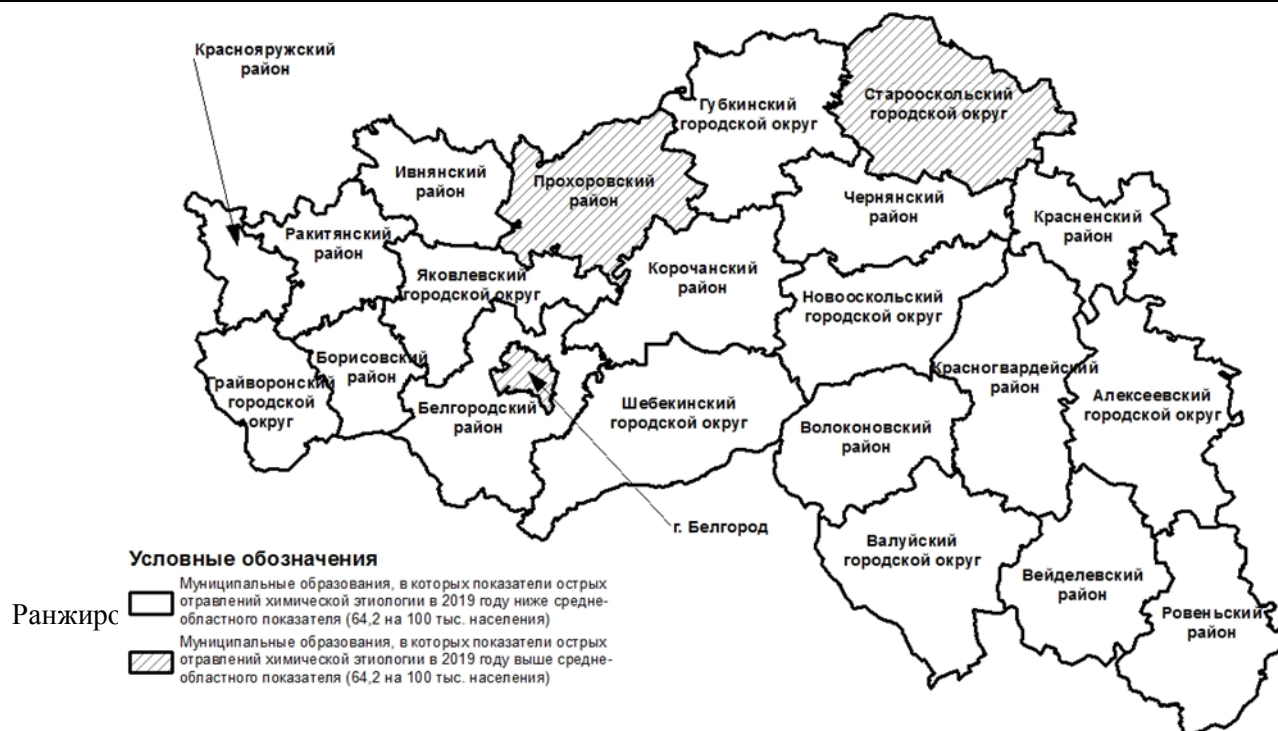 Краснояружский
район
Старооскольский
городской округ
Губкинский
городской округ
Ивнянский
район
Прохоровский
район
Чернянский
район
Красненский
район
Ракитянский
район
Корочанский
район
Яковлевский
городской округ
Новооскольский
городской округ
Борисовский
район
Красногвардейский
район
Грайворонский
городской
округ
Алексеевский
городской округ
Белгородский
район
Шебекинский
городской округ
Волоконовский
район
г. Белгород
Валуйский
городской округ
Вейделевский
район
Ровеньский
район
Условные обозначения
Муниципальные образования, в которых показатели острых
отравлений химической этиологии в 2019 году ниже средне-
областного показателя (64,2 на 100 тыс. населения)
Муниципальные образования, в которых показатели острых
отравлений химической этиологии в 2019 году выше средне-
областного показателя (64,2 на 100 тыс. населения)